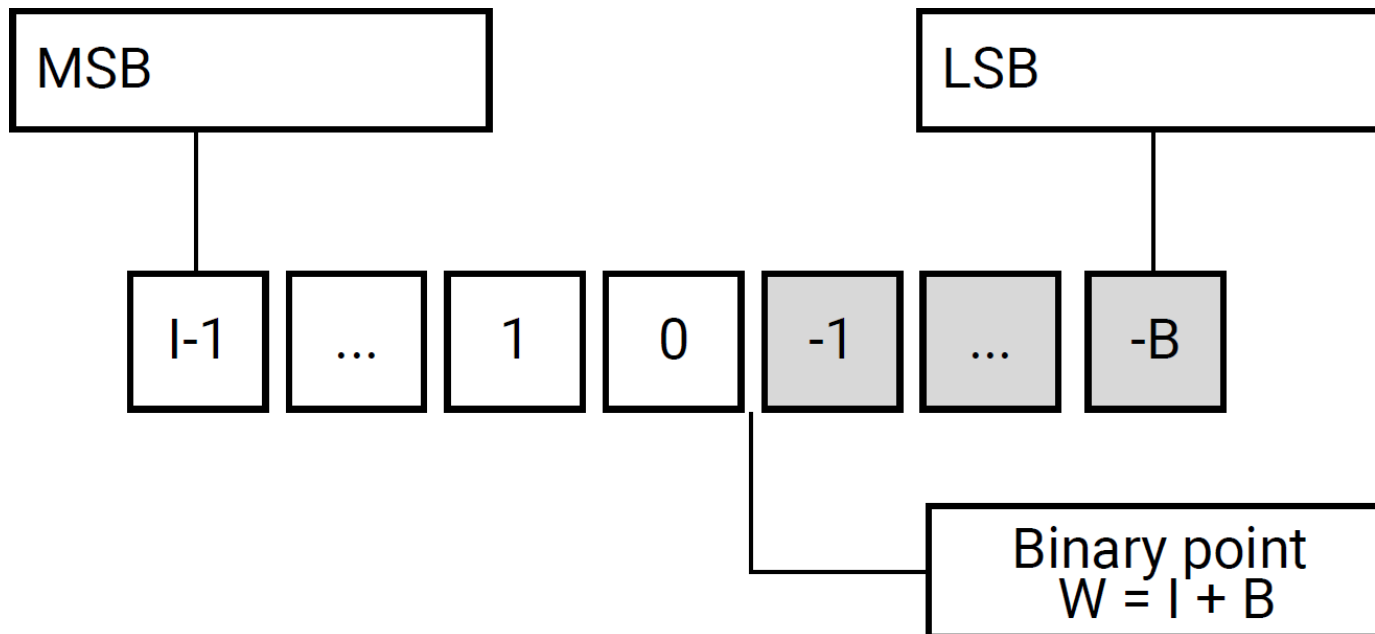 MSB
LSB
I-1 ... 1 0 -1 ... -B
Binary point
W = I + B